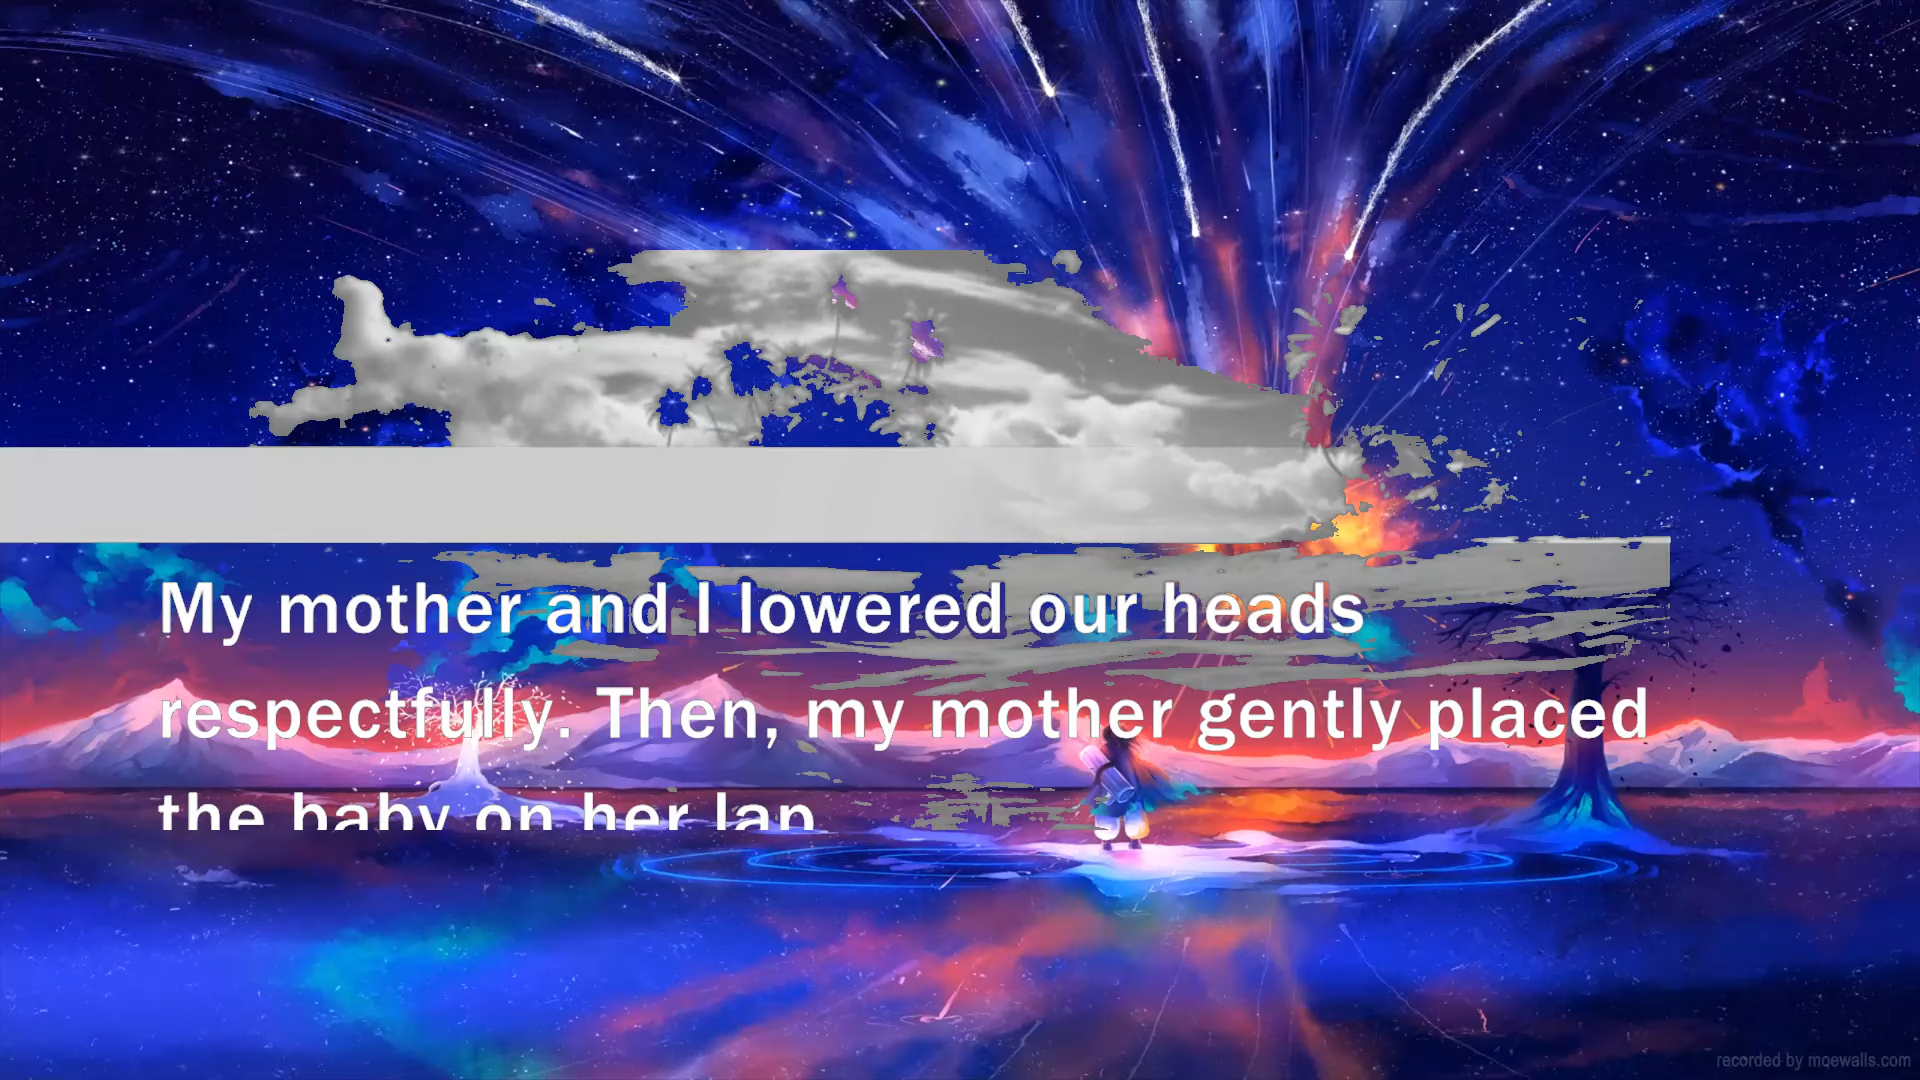 My mother and I lowered our heads
respectfully. Then, my mother gently placed
the baby on her lap
recorded by moewalls.com